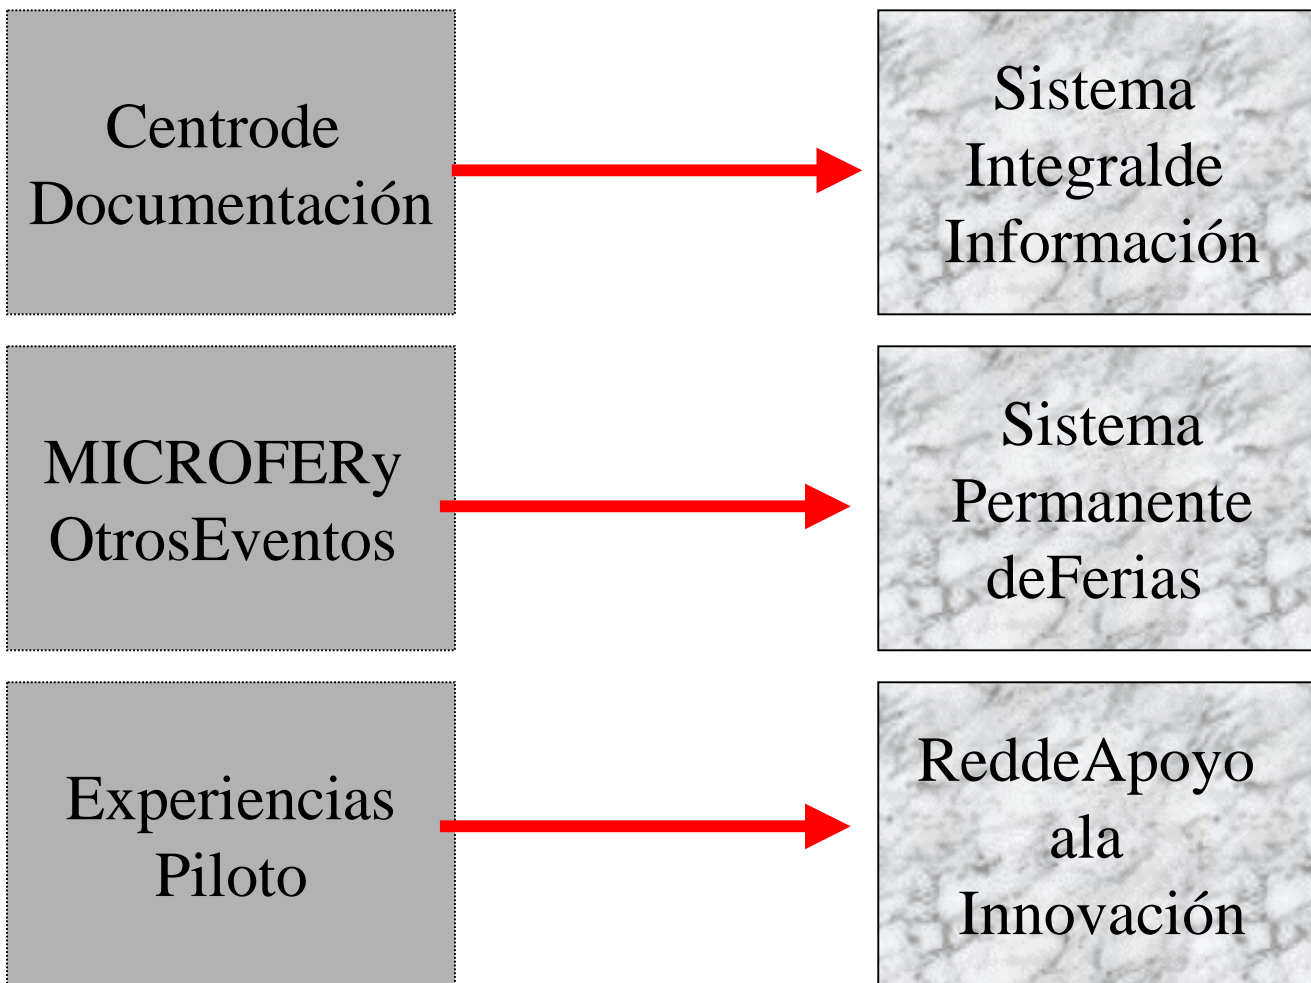 Centrode
Documentación
Sistema
Integralde
Información
MICROFERy
OtrosEventos
Sistema
Permanente
deFerias
Experiencias
Piloto
ReddeApoyo
ala
Innovación